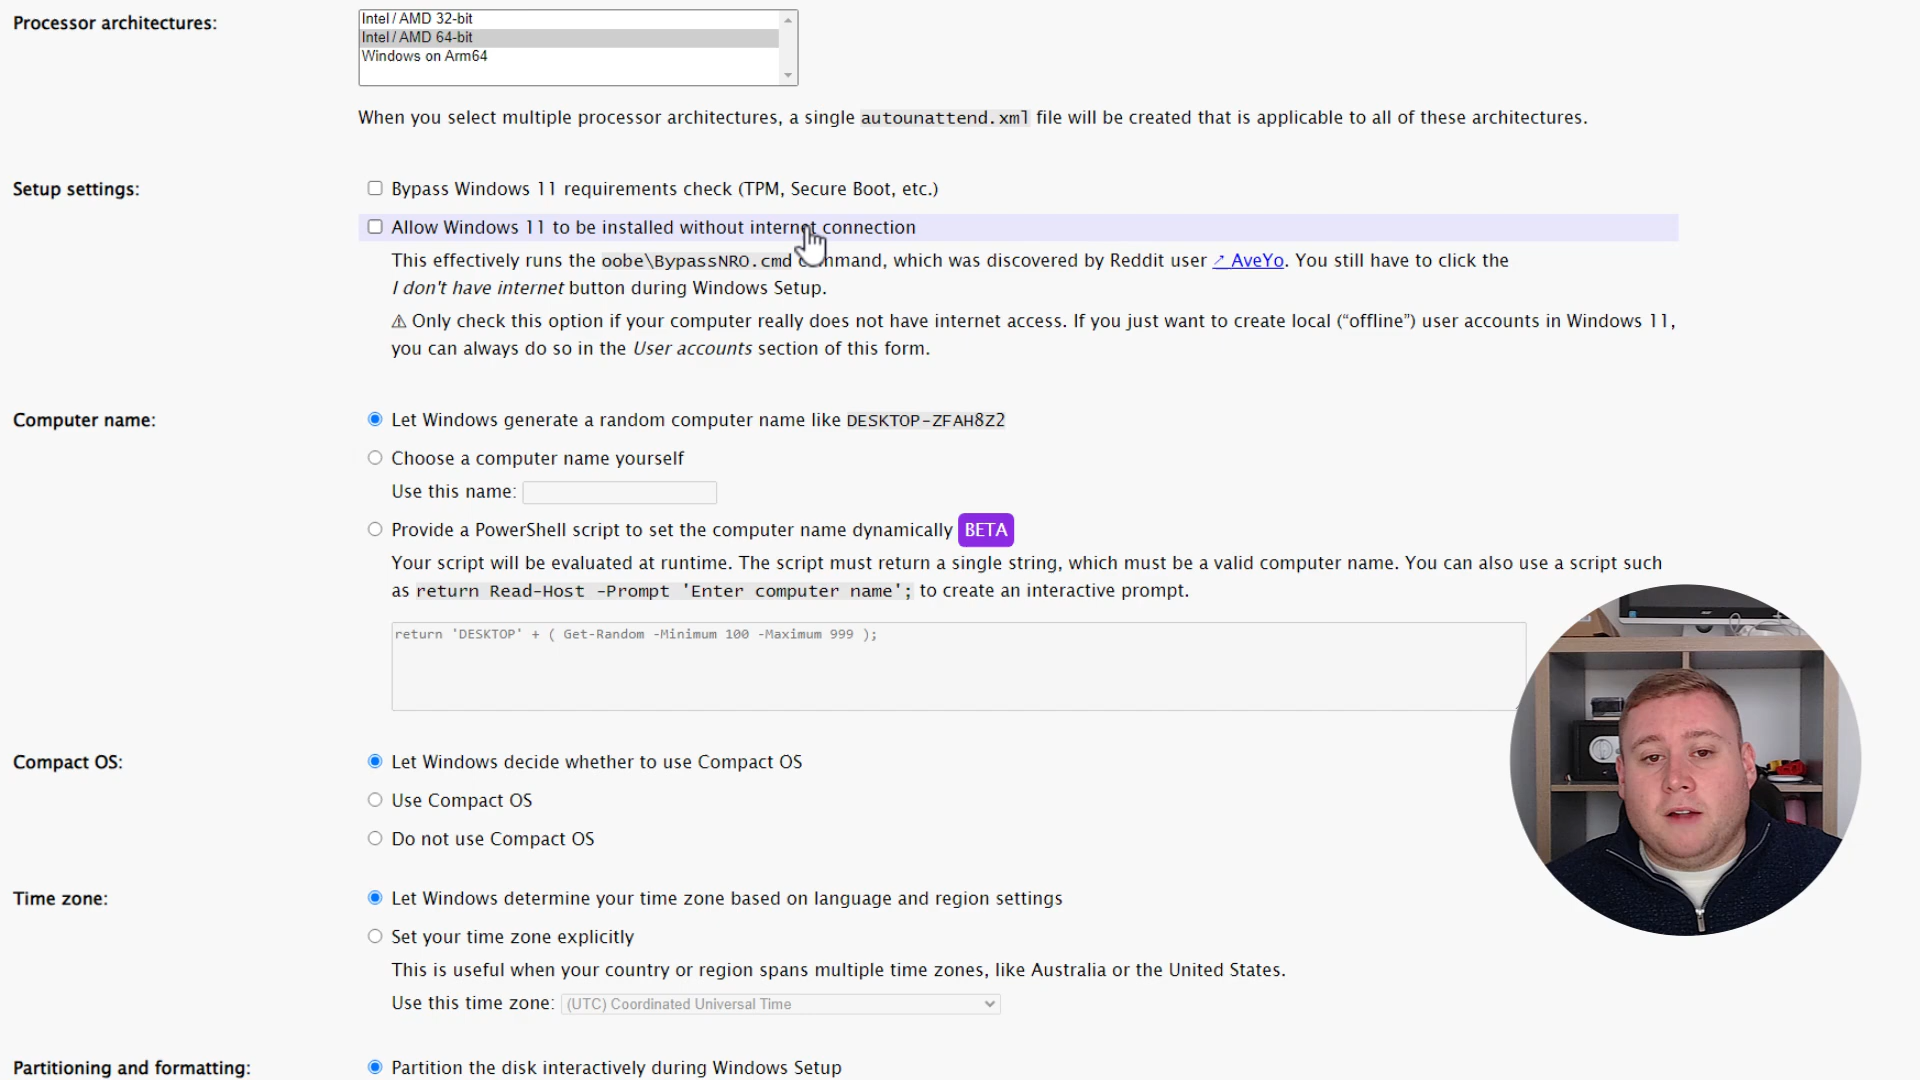 Processor architectures:
Intel / AMD 32-bit
Intel / AMD 64-bit
Windows on Arm64
When you select multiple processor architectures, a single autounattend.xml file will be created that is applicable to all of these architectures.
Setup settings:
Bypass Windows 11 requirements check (TPM, Secure Boot, etc.)
Allow Windows 11 to be installed without internet connection
This effectively runs the oobe\BypassNRO.cmd command, which was discovered by Reddit user ↗ AveYo. You still have to click the
I don't have internet button during Windows Setup.
⚠ Only check this option if your computer really does not have internet access. If you just want to create local (“offline”) user accounts in Windows 11,
you can always do so in the User accounts section of this form.
Computer name:
Let Windows generate a random computer name like DESKTOP-ZFAH8Z2
Choose a computer name yourself
Use this name:
Provide a PowerShell script to set the computer name dynamically BETA
Your script will be evaluated at runtime. The script must return a single string, which must be a valid computer name. You can also use a script such
as return Read-Host -Prompt 'Enter computer name'; to create an interactive prompt.
return 'DESKTOP' + ( Get-Random -Minimum 100 -Maximum 999 );
Compact OS:
Let Windows decide whether to use Compact OS
Use Compact OS
Do not use Compact OS
Time zone:
Let Windows determine your time zone based on language and region settings
Set your time zone explicitly
This is useful when your country or region spans multiple time zones, like Australia or the United States.
Use this time zone: (UTC) Coordinated Universal Time
Partitioning and formatting:
Partition the disk interactively during Windows Setup